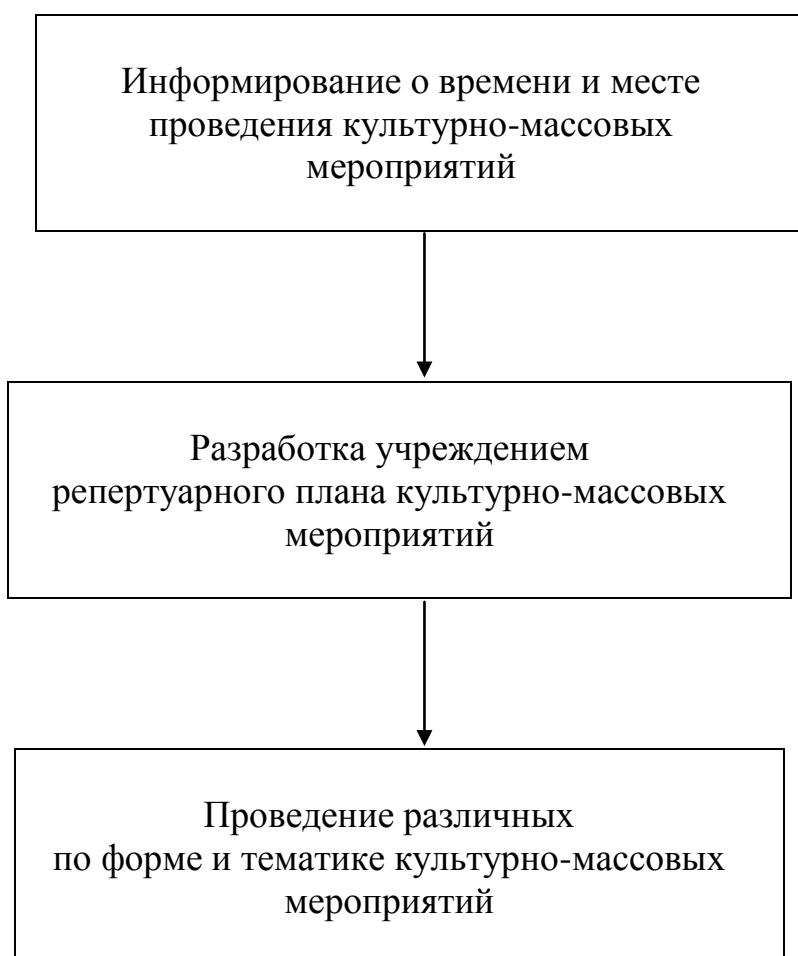 Информирование о времени и месте
проведения культурно-массовых
мероприятий
Разработка учреждением
репертуарного плана культурно-массовых
мероприятий
Проведение различных
по форме и тематике культурно-массовых
мероприятий